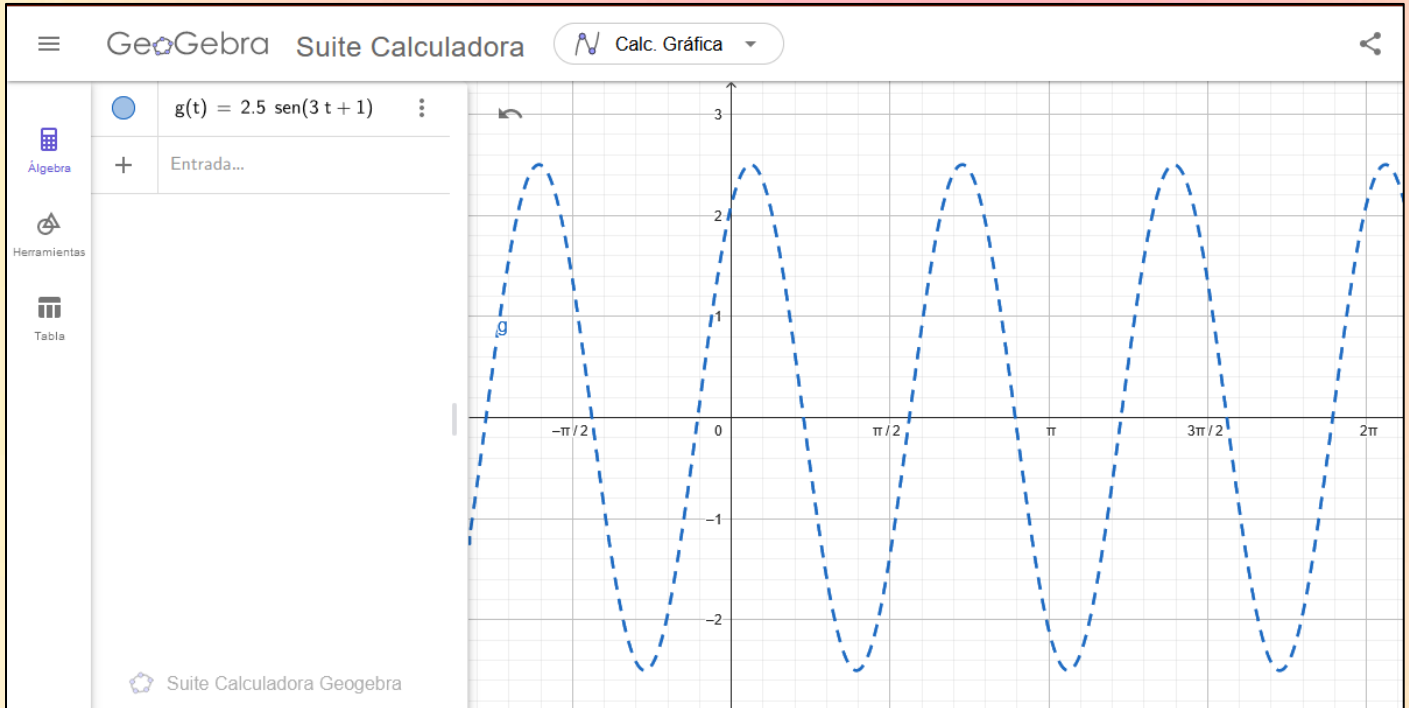 GeoGebra Suite Calculadora
Calc. Gráfica
g(t) = 2.5 sen(3 t + 1)
Entrada...
Álgebra
Herramientas
Tabla
3
2
1
g
−π / 2
0
π / 2
π
3π / 2
2π
−1
−2
Suite Calculadora Geogebra